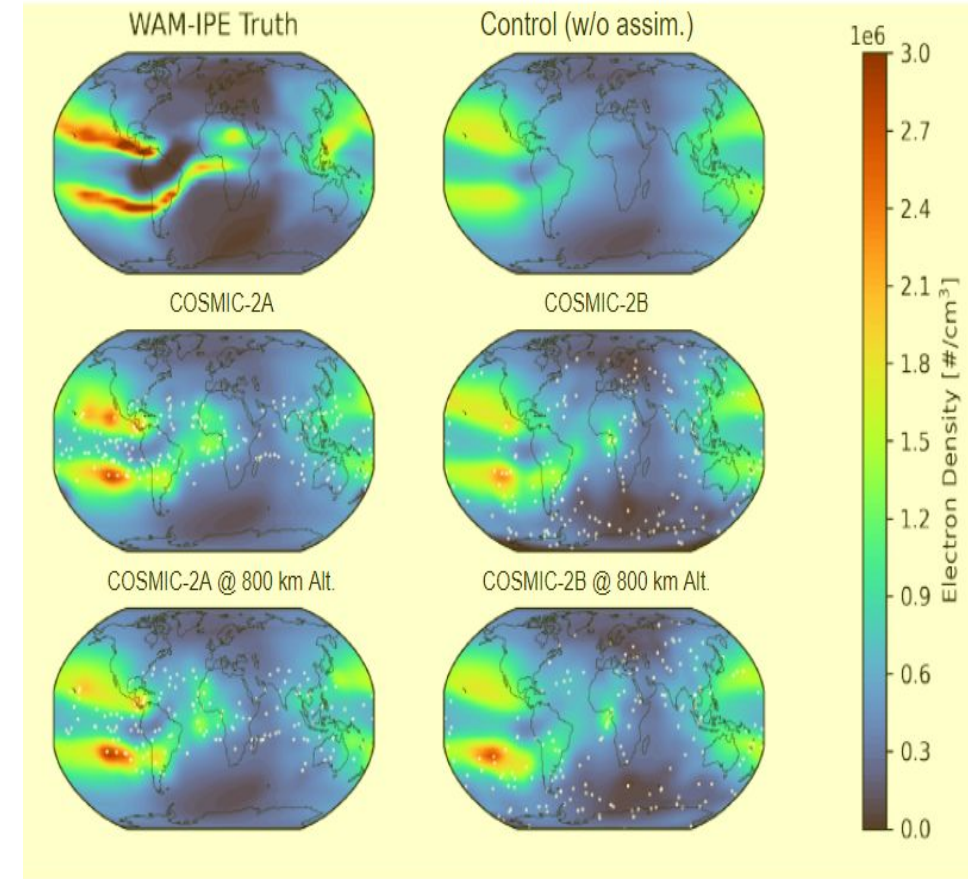 WAM-IPE Truth
Control (w/o assim.)
1e6
3.0
2.7
2.4
COSMIC-2A
COSMIC-2B
2.1
1.8
1.5
1.2
Electron Density [#/cm³]
COSMIC-2A @ 800 km Alt.
COSMIC-2B @ 800 km Alt.
0.9
0.6
0.3
0.0